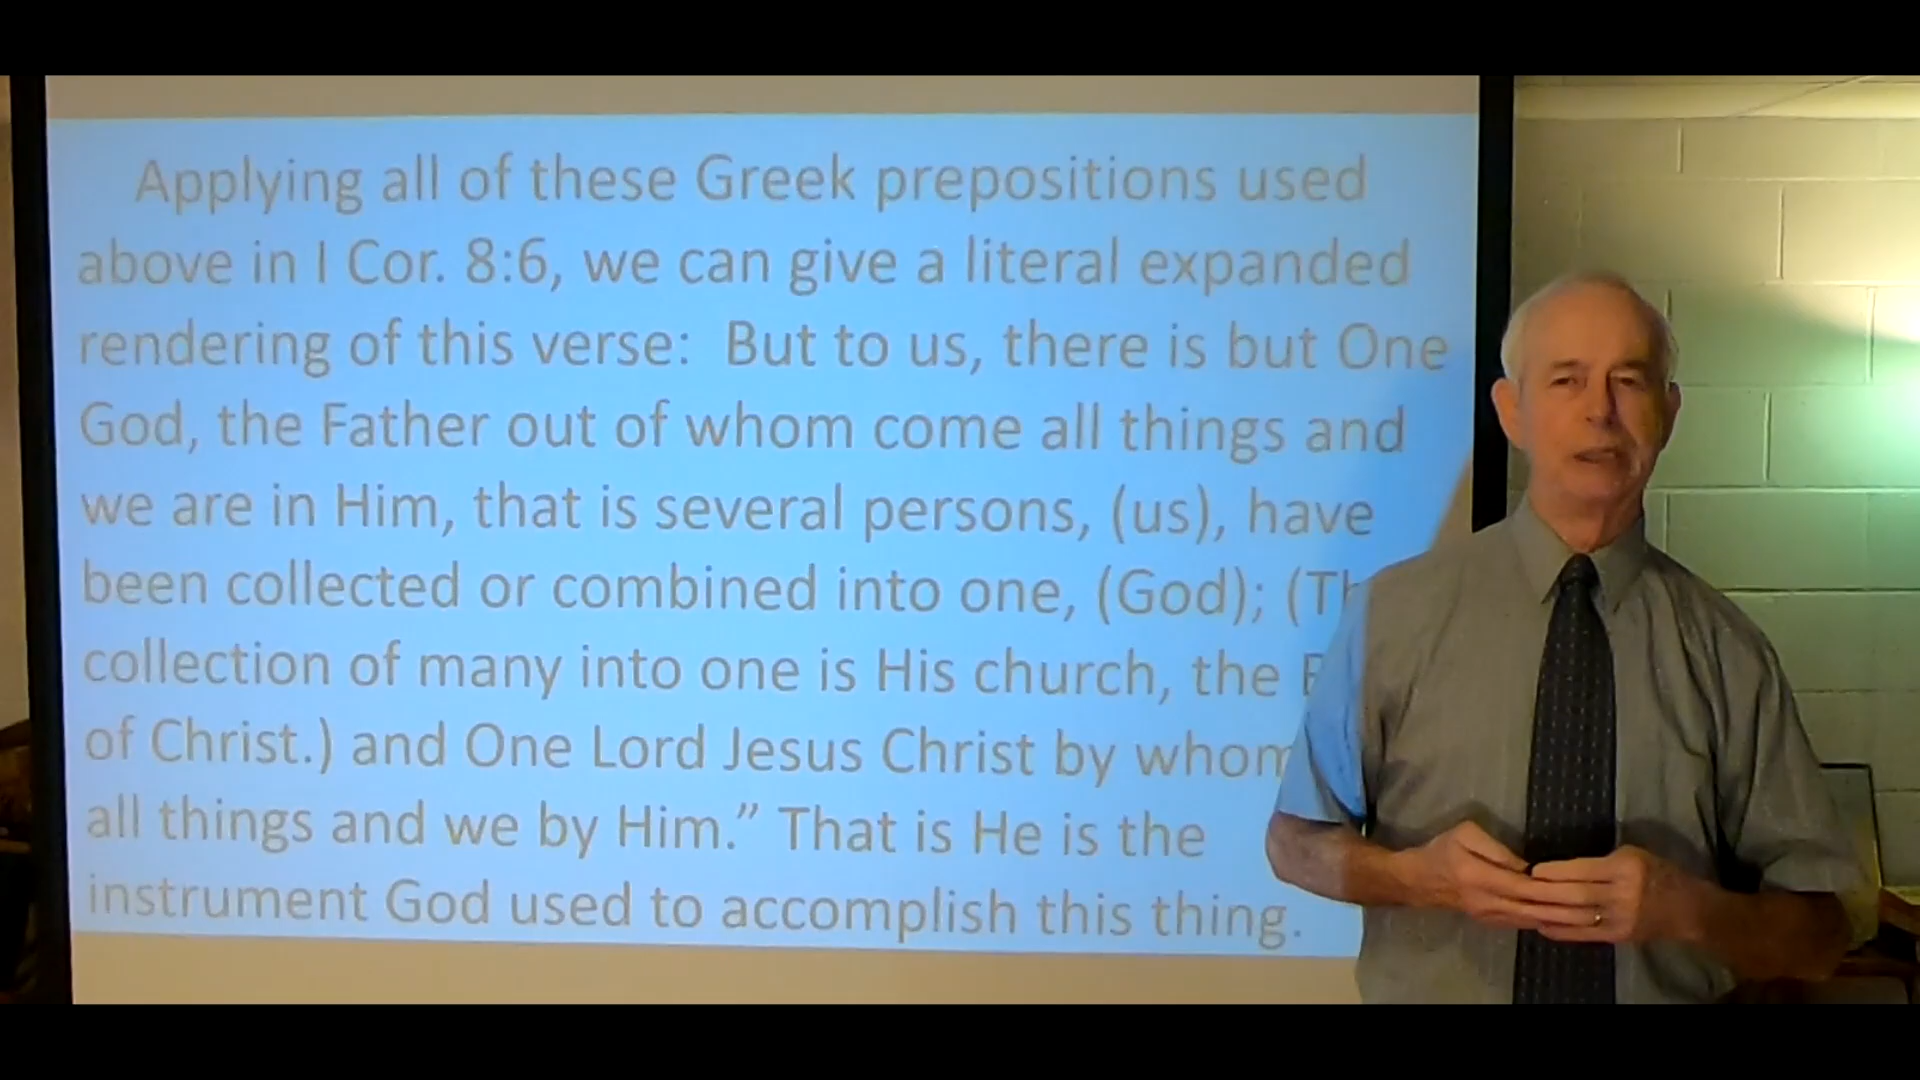 Applying all of these Greek prepositions used
above in I Cor. 8:6, we can give a literal expanded
rendering of this verse: But to us, there is but One
God, the Father out of whom come all things and
we are in Him, that is several persons, (us), have
been collected or combined into one, (God);
collection of many into one is His church, the
of Christ.) and One Lord Jesus Christ by whom
all things and we by Him.” That is He is the
instrument God used to accomplish this thing.